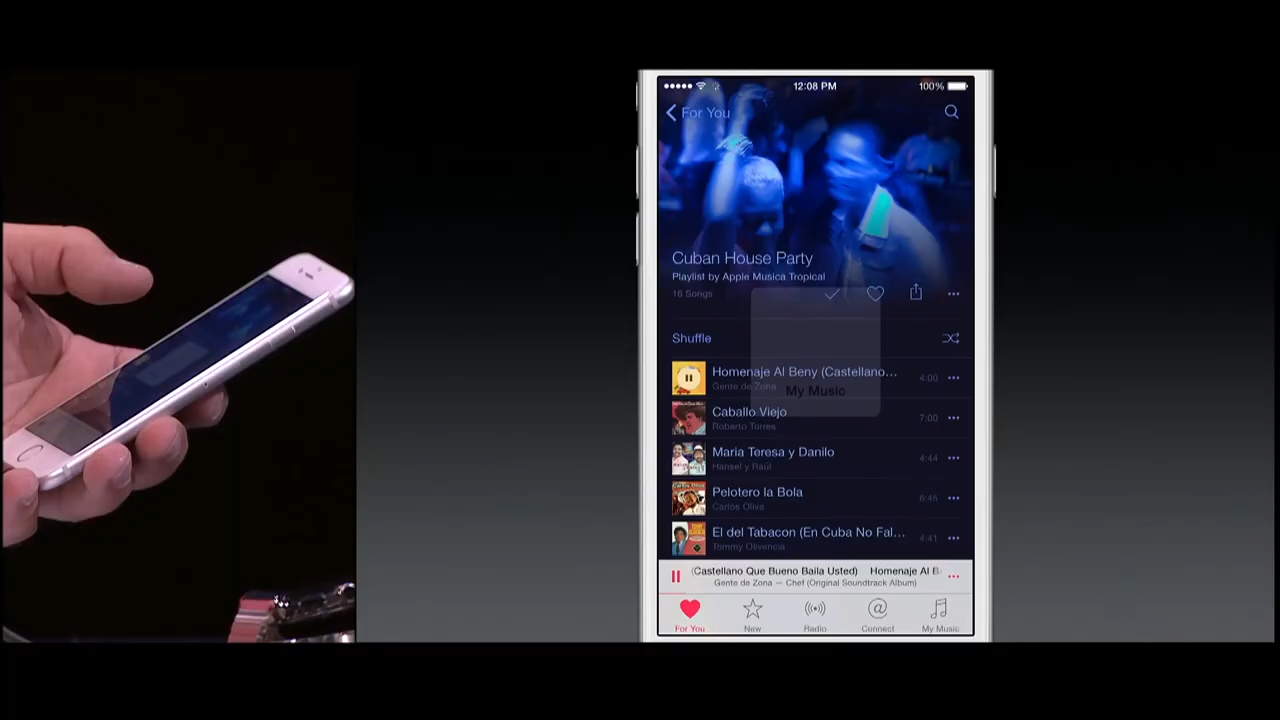 12:08 PM
100%
For You
Cuban House Party
Playlist by Apple Musica Tropical
16 Songs
Shuffle
Homenaje Al Beny (Castellano...
Gente de Zona
4:00
My Music
Caballo Viejo
Roberto Torres
7:00
Maria Teresa y Danilo
Hansel y Raúl
4:44
Pelotero la Bola
Carlos Oliva
6:45
El del Tabacon (En Cuba No Fal...
Tommy Olivencia
4:41
(Castellano Que Bueno Baila Usted) Homenaje Al B
Gente de Zona — Chef (Original Soundtrack Album)
For You
New
Radio
Connect
My Music